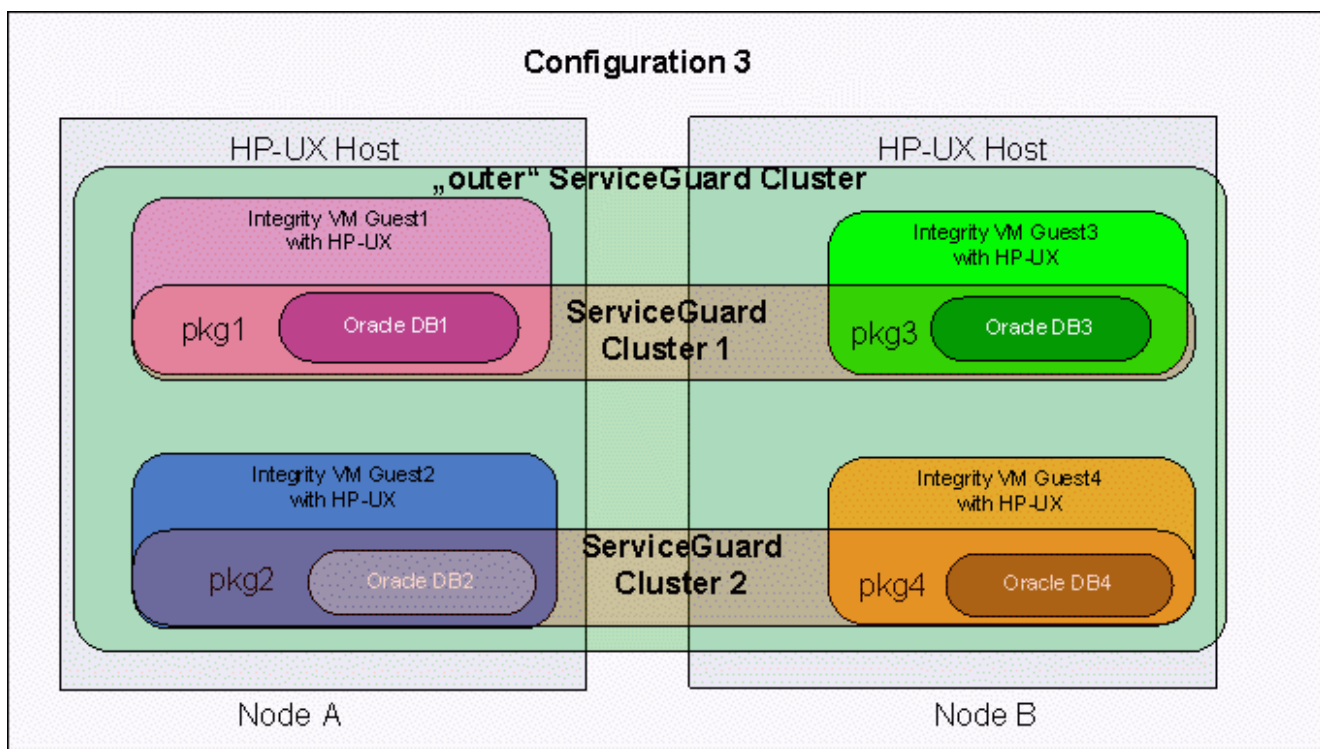 Configuration 3
HP-UX Host
HP-UX Host
„outer“ ServiceGuard Cluster
Integrity VM Guest1
with HP-UX
Integrity VM Guest3
with HP-UX
pkg1
Oracle DB1
ServiceGuard
Cluster 1
pkg3
Oracle DB3
Integrity VM Guest2
with HP-UX
Integrity VM Guest4
with HP-UX
pkg2
Oracle DB2
ServiceGuard
Cluster 2
pkg4
Oracle DB4
Node A
Node B